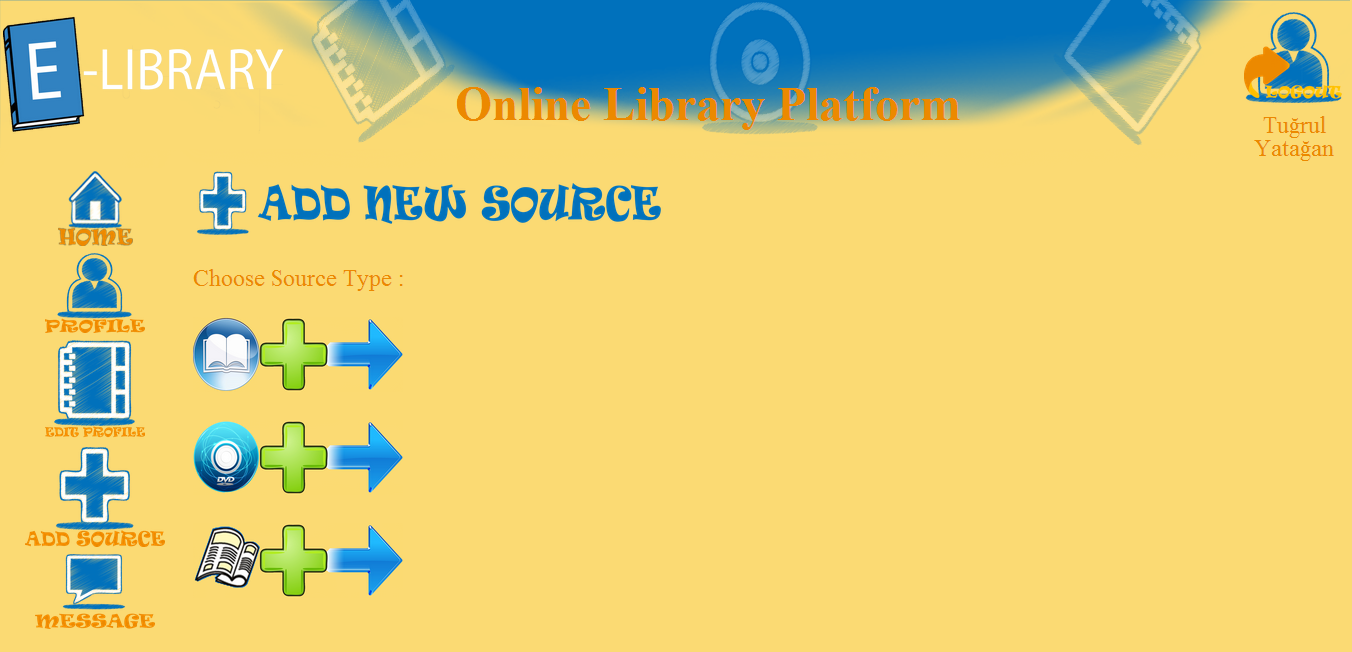 E-LIBRARY
Online Library Platform
LOGOUT
Tuğrul
Yatağan
HOME
PROFILE
EDIT PROFILE
ADD SOURCE
MESSAGE
ADD NEW SOURCE
Choose Source Type :
DVD